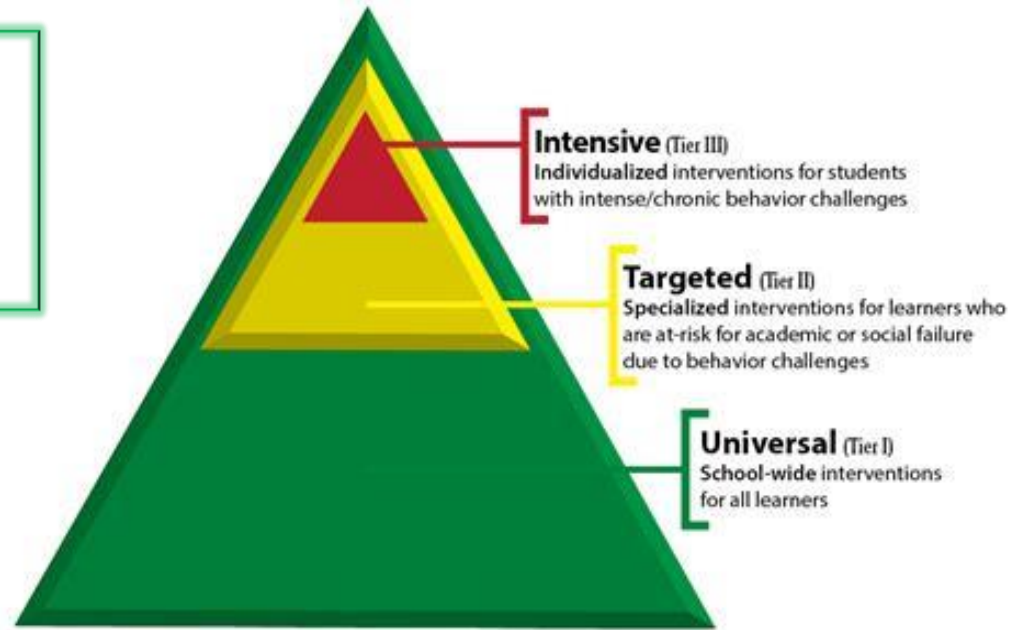 Intensive (Tier III)
Individualized interventions for students
with intense/chronic behavior challenges
Targeted (Tier II)
Specialized interventions for learners who
are at-risk for academic or social failure
due to behavior challenges
Universal (Tier I)
School-wide interventions
for all learners